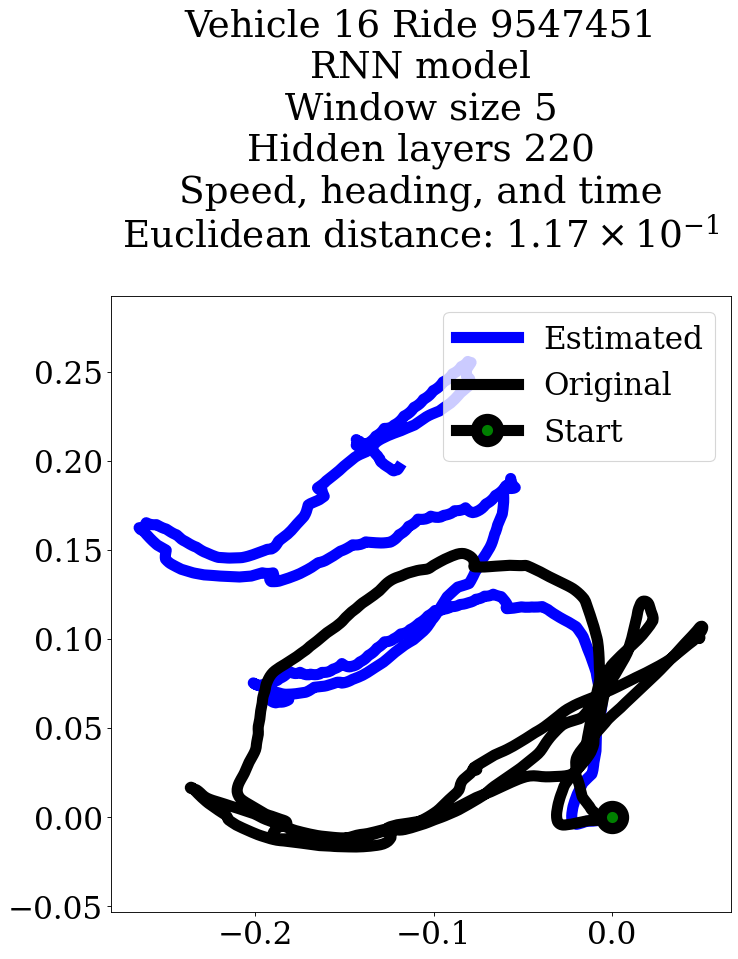 Vehicle 16 Ride 9547451
RNN model
Window size 5
Hidden layers 220
Speed, heading, and time
Euclidean distance: 1.17 × 10⁻¹
Estimated
Original
Start
0.25
0.20
0.15
0.10
0.05
0.00
−0.05
−0.2
−0.1
0.0